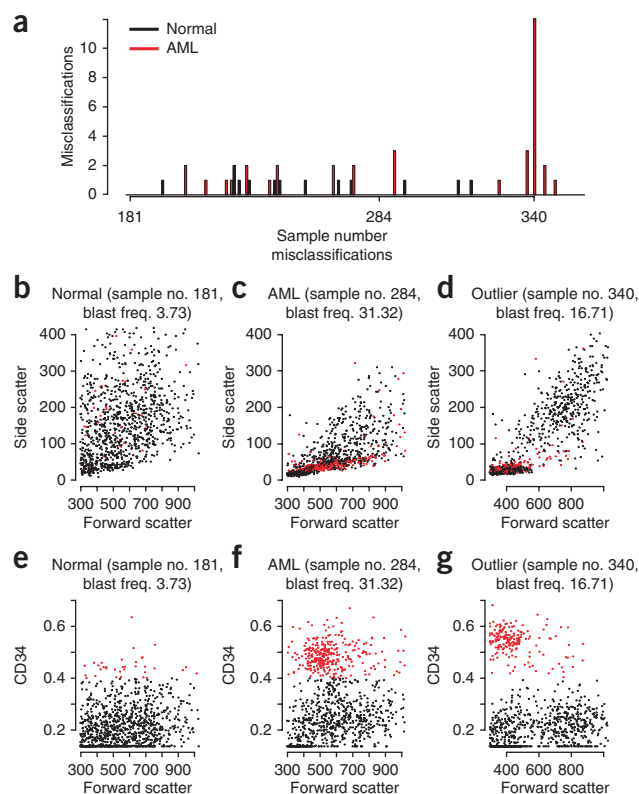 a
Normal
AML
Misclassifications
10
8
6
4
2
0
181
284
340
Sample number
misclassifications
b
Normal (sample no. 181,
blast freq. 3.73)
Side scatter
400
300
200
100
0
300
500
700
900
Forward scatter
c
AML (sample no. 284,
blast freq. 31.32)
Side scatter
400
300
200
100
0
300
500
700
900
Forward scatter
d
Outlier (sample no. 340,
blast freq. 16.71)
Side scatter
400
300
200
100
0
400
600
800
Forward scatter
e
Normal (sample no. 181,
blast freq. 3.73)
CD34
0.6
0.4
0.2
300
500
700
900
Forward scatter
f
AML (sample no. 284,
blast freq. 31.32)
CD34
0.6
0.4
0.2
300
500
700
900
Forward scatter
g
Outlier (sample no. 340,
blast freq. 16.71)
CD34
0.6
0.4
0.2
400
600
800
Forward scatter